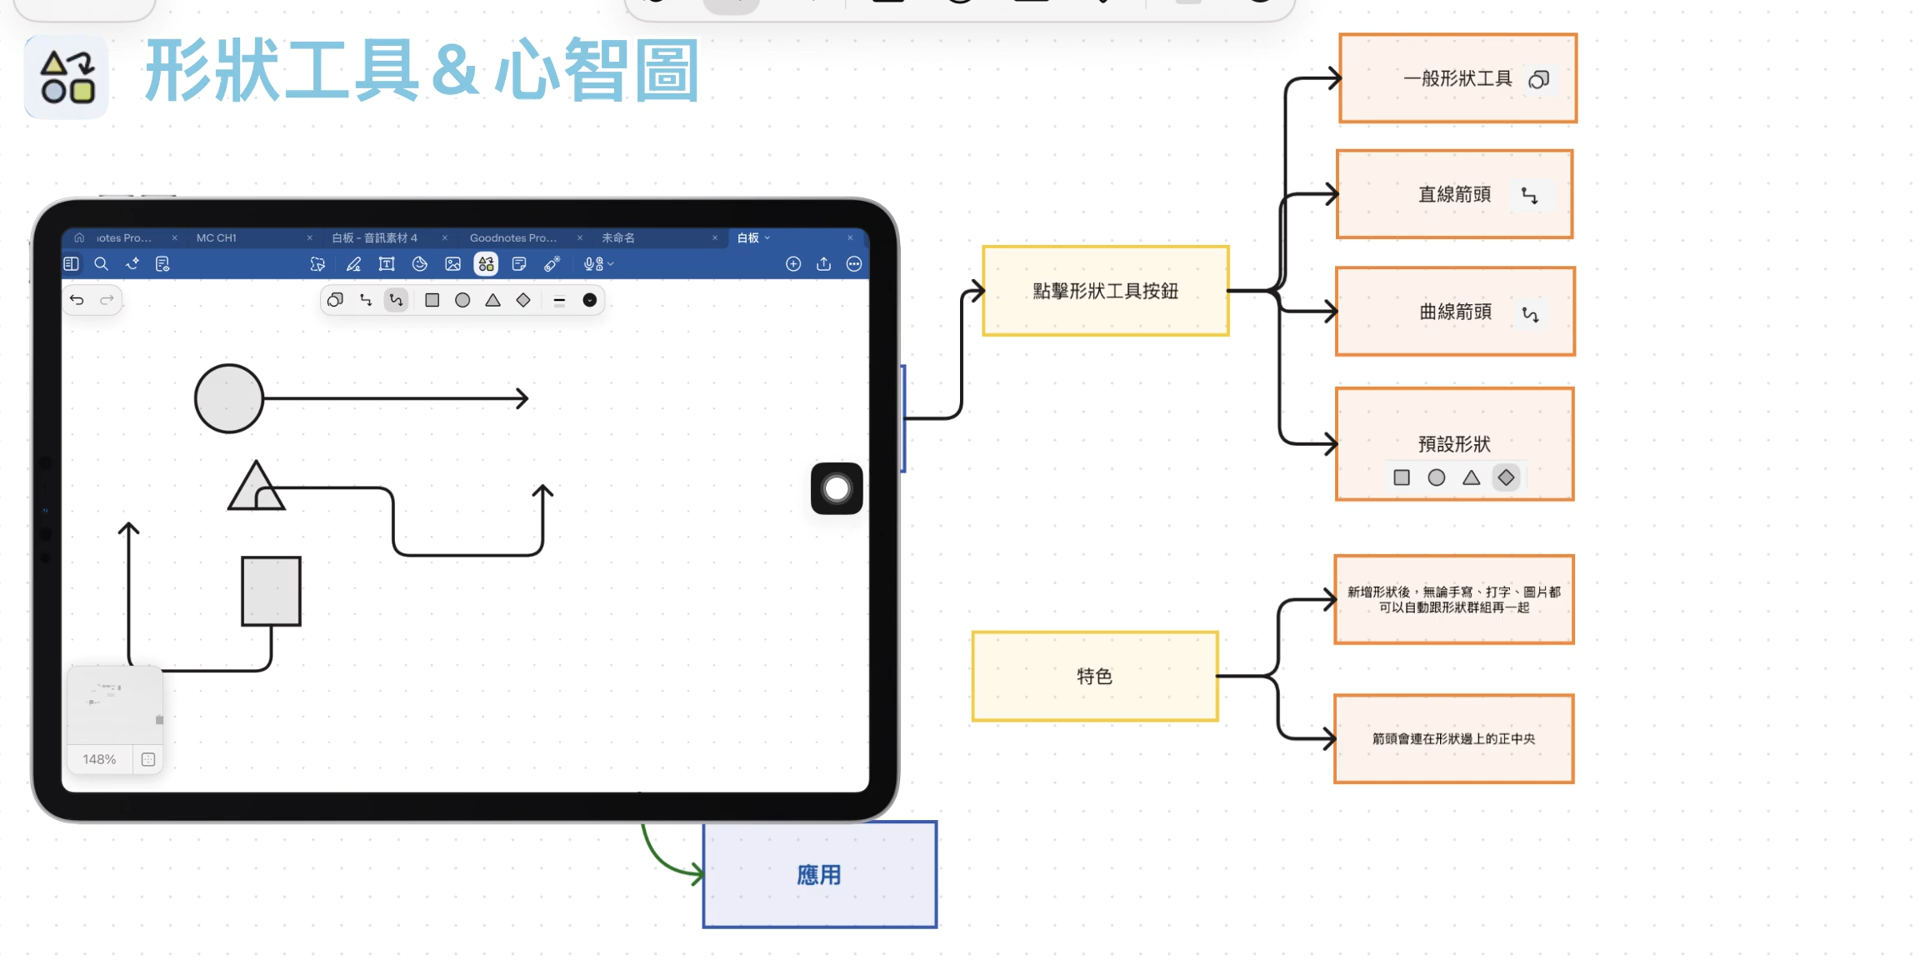 形狀工具&心智圖
otes Pro...
MC CH1
白板 - 音訊素材 4
Goodnotes Pro...
未命名
白板
148%
點擊形狀工具按鈕
一般形狀工具
直線箭頭
曲線箭頭
預設形狀
特色
新增形狀後，無論手寫、打字、圖片都
可以自動跟形狀群組再一起
箭頭會連在形狀邊上的正中央
應用